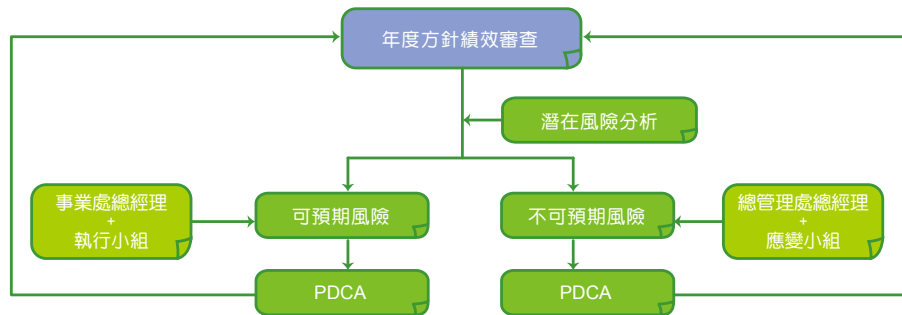 年度方針績效審查
潛在風險分析
事業處總經理
+
執行小組
可預期風險
不可預期風險
總管理處總經理
+
應變小組
PDCA
PDCA